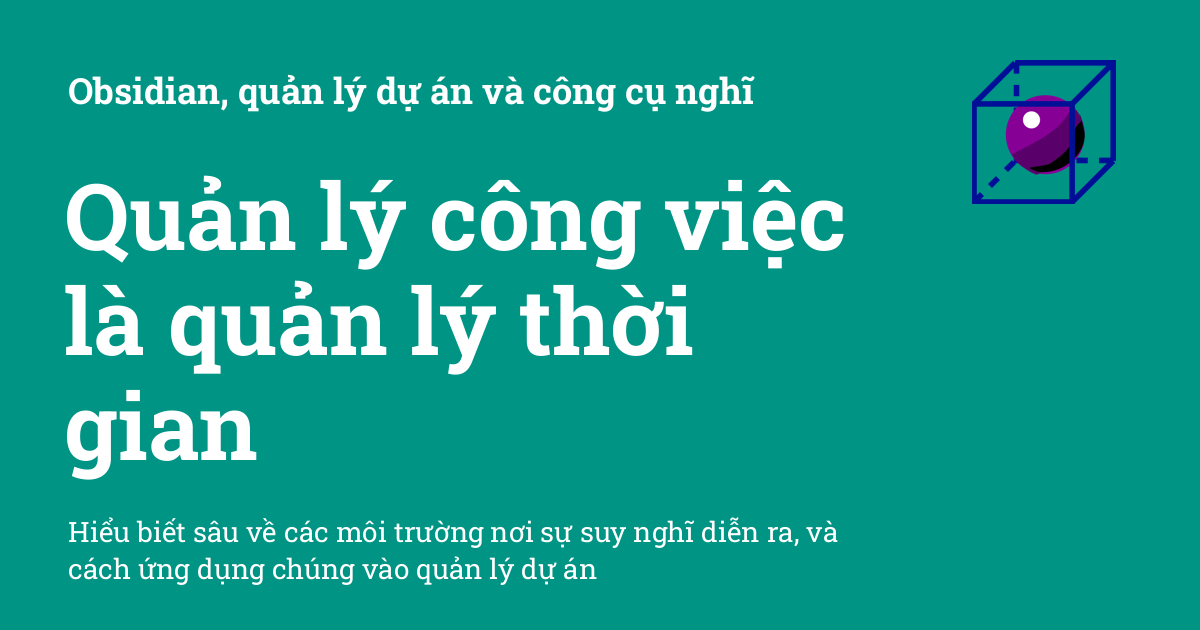 Obsidian, quản lý dự án và công cụ nghĩ
Quản lý công việc
là quản lý thời
gian
Hiểu biết sâu về các môi trường nơi sự suy nghĩ diễn ra, và
cách ứng dụng chúng vào quản lý dự án